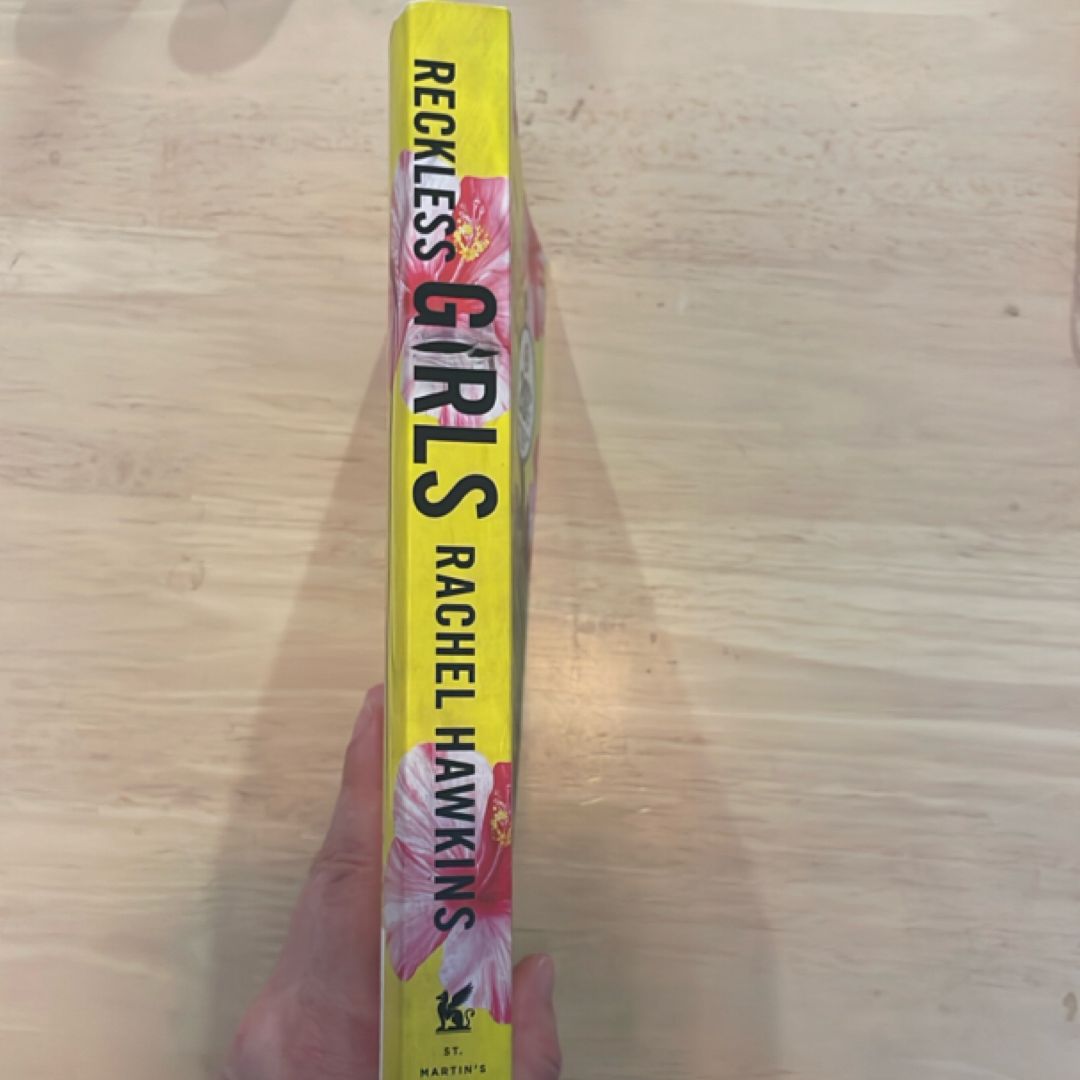 RECKLESS
GIRLS
RACHEL HAWKINS
ST.
MARTIN'S